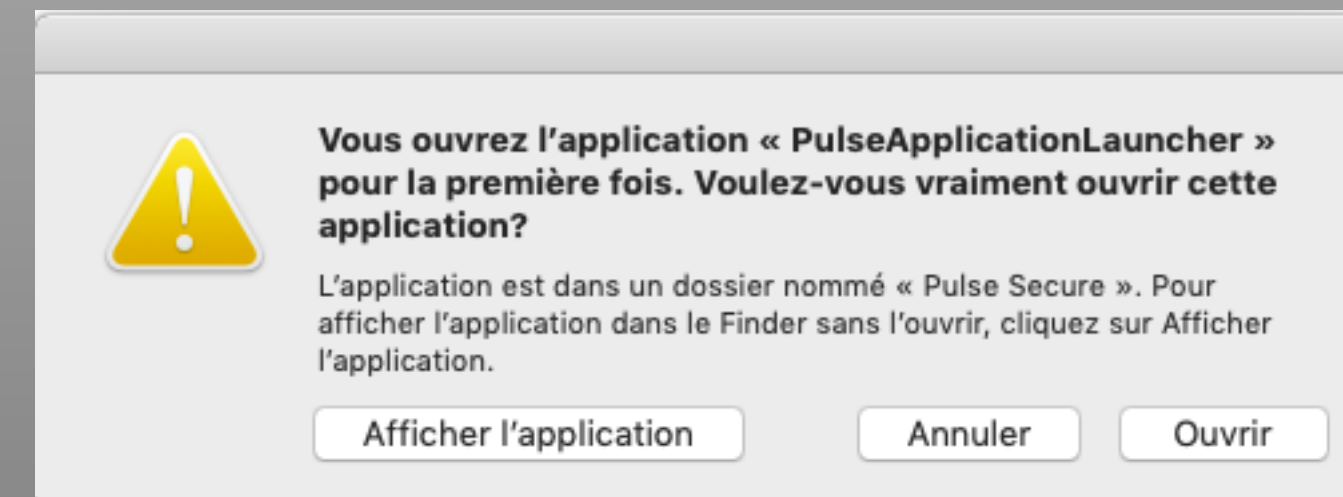 Vous ouvrez l'application « PulseApplicationLauncher »
pour la première fois. Voulez-vous vraiment ouvrir cette
application?
L'application est dans un dossier nommé « Pulse Secure ». Pour
afficher l'application dans le Finder sans l'ouvrir, cliquez sur Afficher
l'application.
Afficher l'application
Annuler
Ouvrir